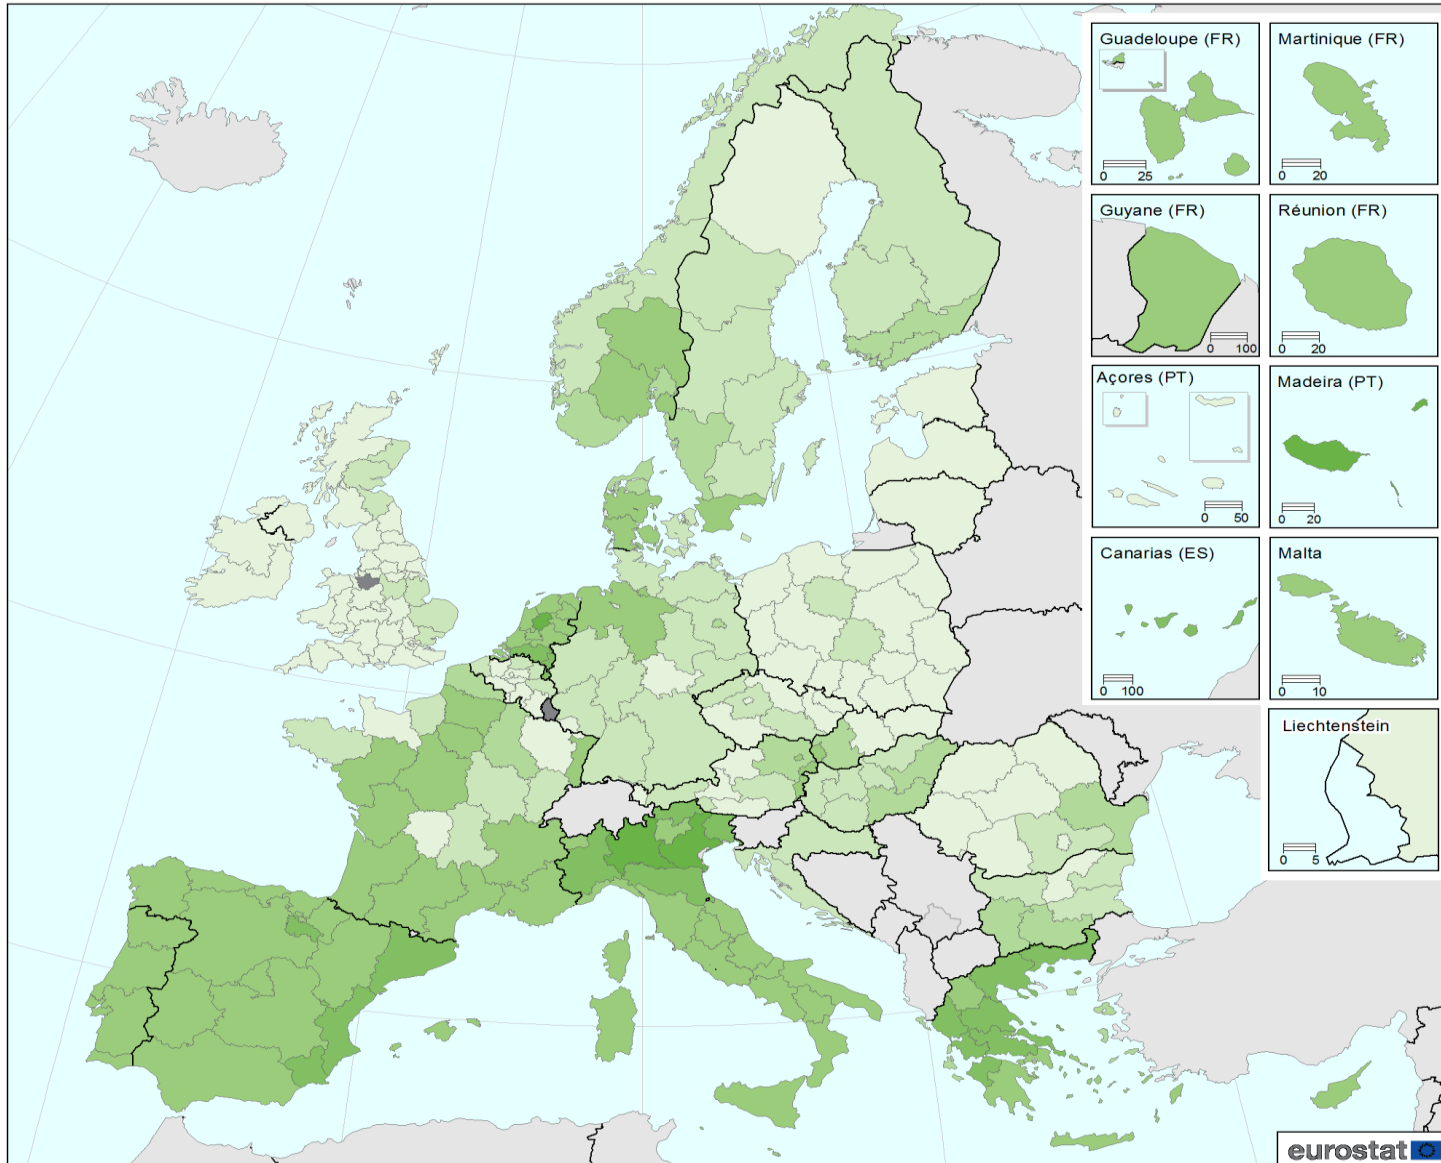 Guadeloupe (FR)
0 25
Martinique (FR)
0 20
Guyane (FR)
0 100
Réunion (FR)
0 20
Açores (PT)
0 50
Madeira (PT)
0 20
Canarias (ES)
0 100
Malta
0 10
Liechtenstein
0 5
eurostat